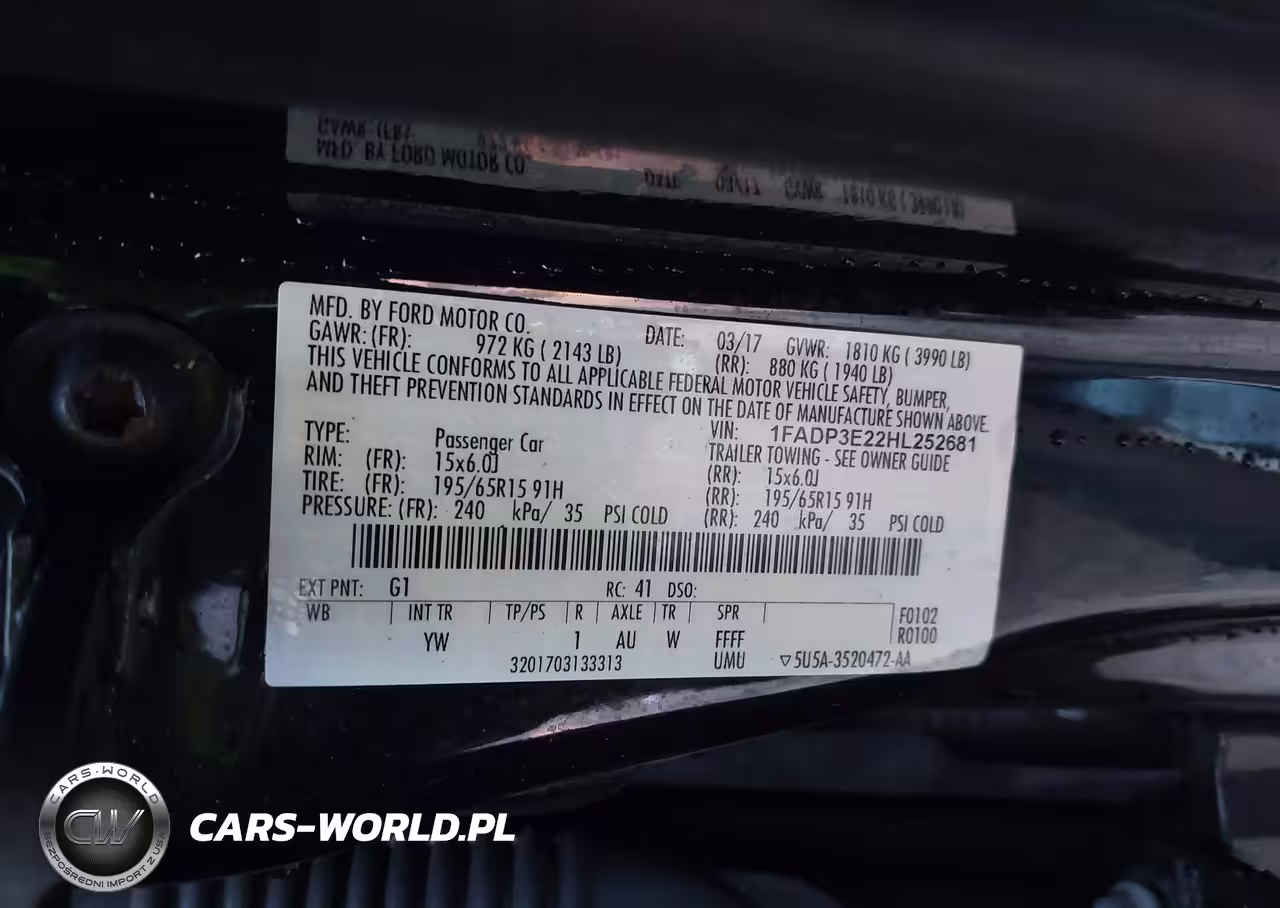 MFD. BY FORD MOTOR CO.
DATE: 03/17 GVWR: 1810 KG ( 3990 LB)
GAWR: (FR): 972 KG ( 2143 LB) (RR): 880 KG ( 1940 LB)
THIS VEHICLE CONFORMS TO ALL APPLICABLE FEDERAL MOTOR VEHICLE SAFETY, BUMPER,
AND THEFT PREVENTION STANDARDS IN EFFECT ON THE DATE OF MANUFACTURE SHOWN ABOVE.
VIN: 1FADP3E22HL252681
TYPE: Passenger Car TRAILER TOWING - SEE OWNER GUIDE
RIM: (FR): 15x6.0J (RR): 15x6.0J
TIRE: (FR): 195/65R15 91H (RR): 195/65R15 91H
PRESSURE: (FR): 240 kPa/ 35 PSI COLD (RR): 240 kPa/ 35 PSI COLD
EXT PNT: G1 RC: 41 DSO:
WB INT TR TP/PS R AXLE TR SPR F0102
YW 1 AU W FFFF R0100
3201703133313 UMU ▽5U5A-3520472-AA
CARS-WORLD
CW
BEZPOŚREDNI IMPORT Z USA
CARS-WORLD.PL